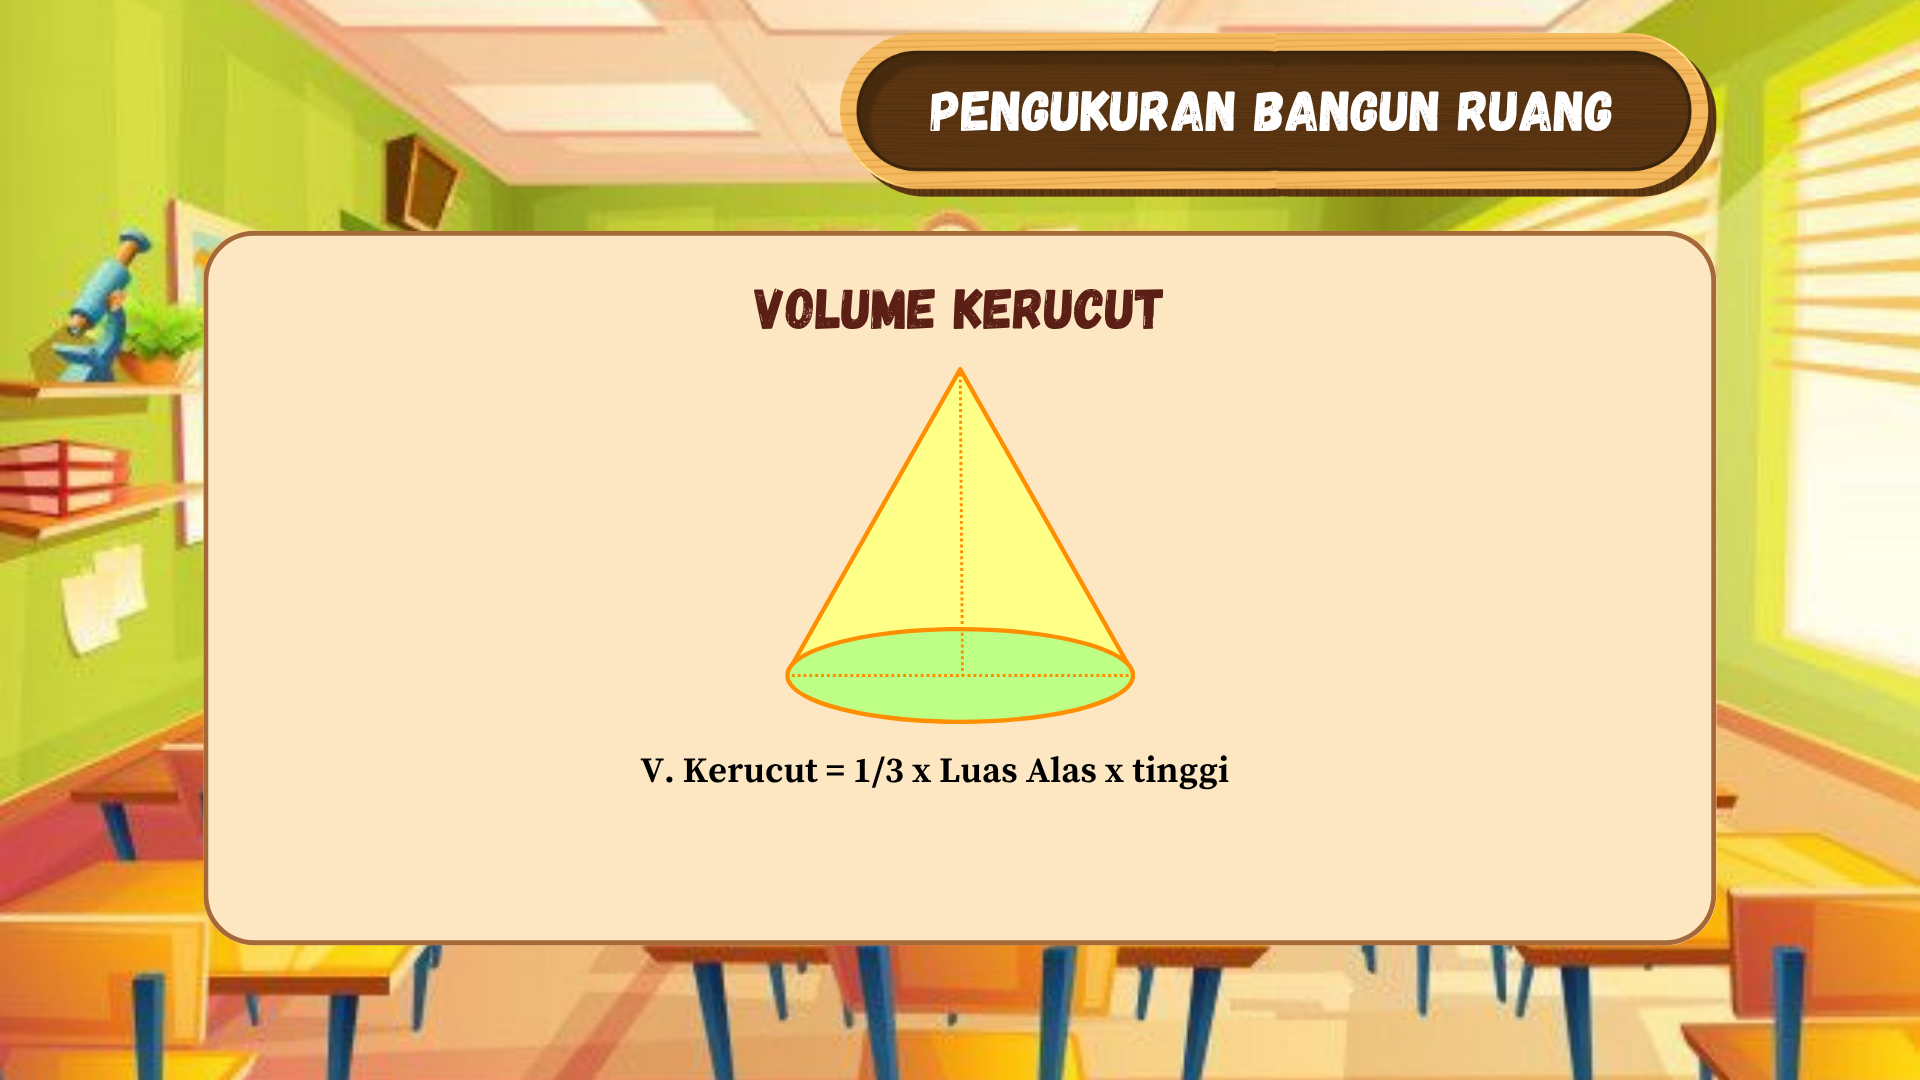 PENGUKURAN BANGUN RUANG
VOLUME KERUCUT
V. Kerucut = 1/3 x Luas Alas x tinggi